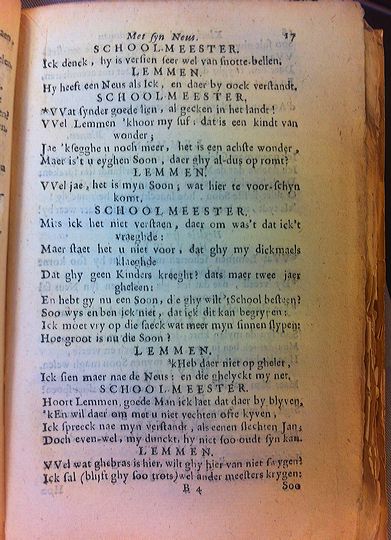 Met syn Neus. 17
SCHOOLMEESTER.
Ick denck, hy is versien seer wel van snotte-bellen.
LEMMEN.
Hy heeft een Neus als Ick, en daer by oock verstandt.
SCHOOLMEESTER,
*VVat synder goede lien, al gecken in het landt!
VVel Lemmen 'khoor my suf: dat is een kindt van
wonder;
Jae 'ksegghe u noch meer, het is een achste wonder,
Maer is't u eyghen Soon, daer ghy al-dus op romt?
LEMMEN.
VVel jae, het is myn Soon; wat hier te voor-schyn
komt.
SCHOOLMEESTER.
Mits ick het niet verstaen, daer om was't dat ick't
vraeghde:
Maer staet het u niet voor, dat ghy my dickmaels
klaeghde
Dat ghy geen Kinders kreeght? dats maer twee jaer
gheleen:
En hebt gy nu een Soon, die ghy wilt 't School besteen?
Soo wys en ben ick niet, dat ick dit kan begrypen:
Ick moet vry op die saeck wat meer myn sinnen slypen:
Hoe groot is nu die Soon?
LEMMEN.
'kHeb daer niet op ghelet,
Ick sien maer nae de Neus: en die ghelyckt my net.
SCHOOLMEESTER.
Hoort Lemmen, goede Man ick laet dat daer by blyven,
*kEn wil daer om met u niet vechten ofte kyven,
Ick spreeck nae myn verstandt, als eenen slechten Jan;
Doch even-wel, my dunckt, hy niet soo oudt syn kan.
LEMMEN.
VVel wat ghebras is hier, wilt ghy hier van niet swygen?
Ick sal (blyft ghy soo trots) wel ander meesters krygen:
B 4 Soo